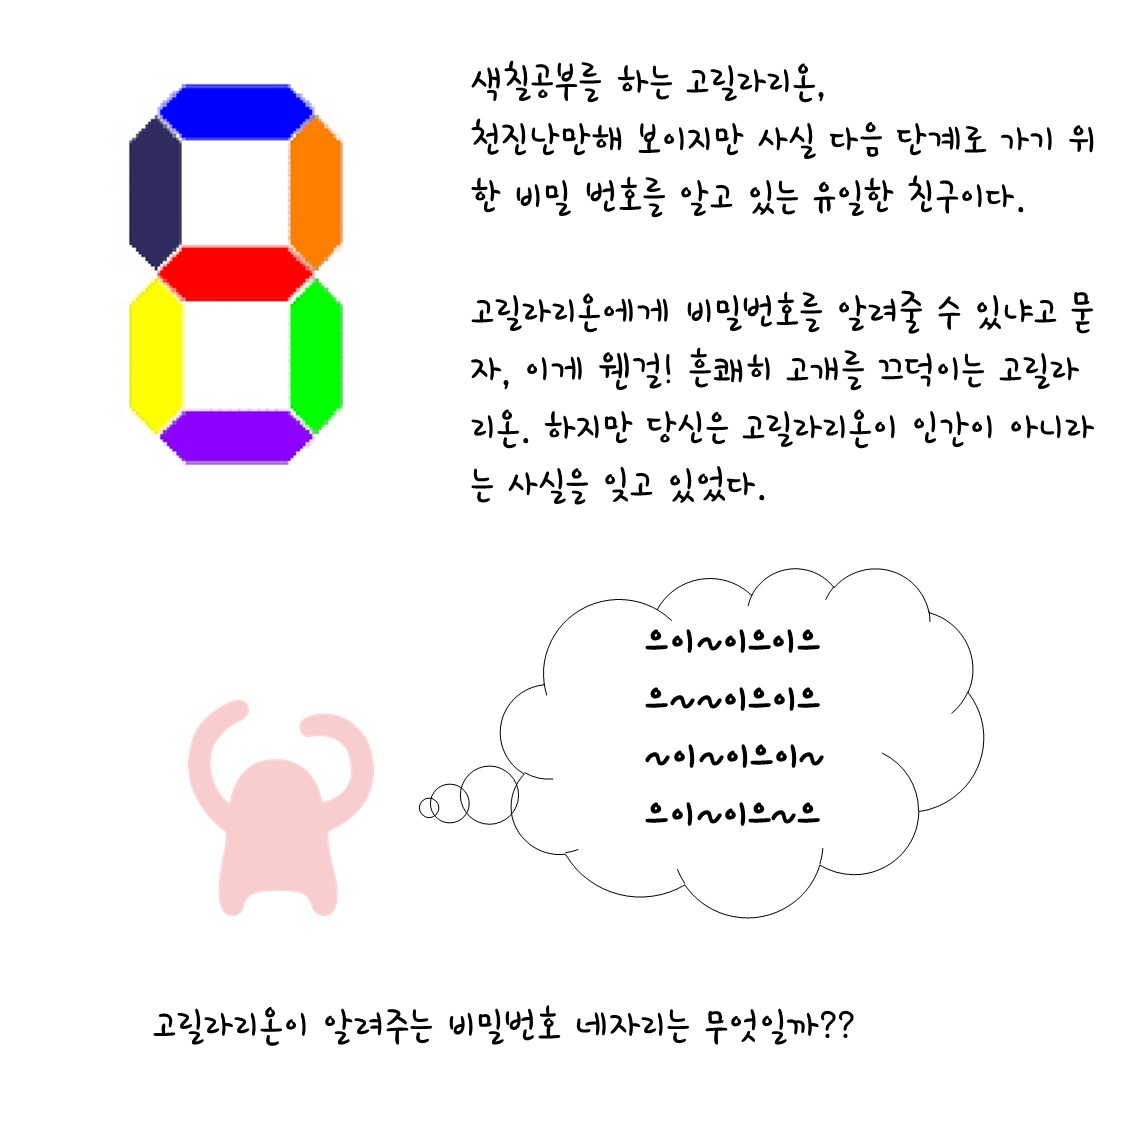 색칠공부를 하는 고릴라리온,
천진난만해 보이지만 사실 다음 단계로 가기 위
한 비밀 번호를 알고 있는 유일한 친구이다.
고릴라리온에게 비밀번호를 알려줄 수 있냐고 묻
자, 이게 웬걸! 흔쾌히 고개를 끄덕이는 고릴라
리온. 하지만 당신은 고릴라리온이 인간이 아니라
는 사실을 잊고 있었다.
으이~이으이으
으~~이으이으
~이~이으이~
으이~이으~으
고릴라리온이 알려주는 비밀번호 네자리는 무엇일까??